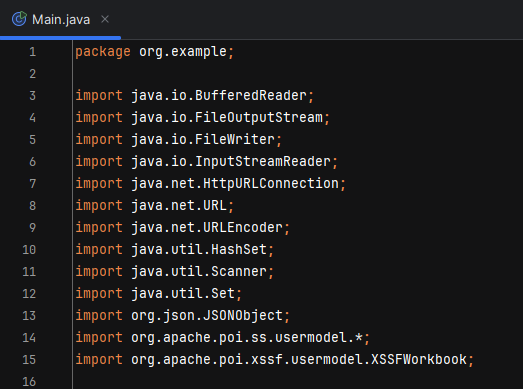 Main.java ×
1 package org.example;
2
3 import java.io.BufferedReader;
4 import java.io.FileOutputStream;
5 import java.io.FileWriter;
6 import java.io.InputStreamReader;
7 import java.net.HttpURLConnection;
8 import java.net.URL;
9 import java.net.URLEncoder;
10 import java.util.HashSet;
11 import java.util.Scanner;
12 import java.util.Set;
13 import org.json.JSONObject;
14 import org.apache.poi.ss.usermodel.*;
15 import org.apache.poi.xssf.usermodel.XSSFWorkbook;
16